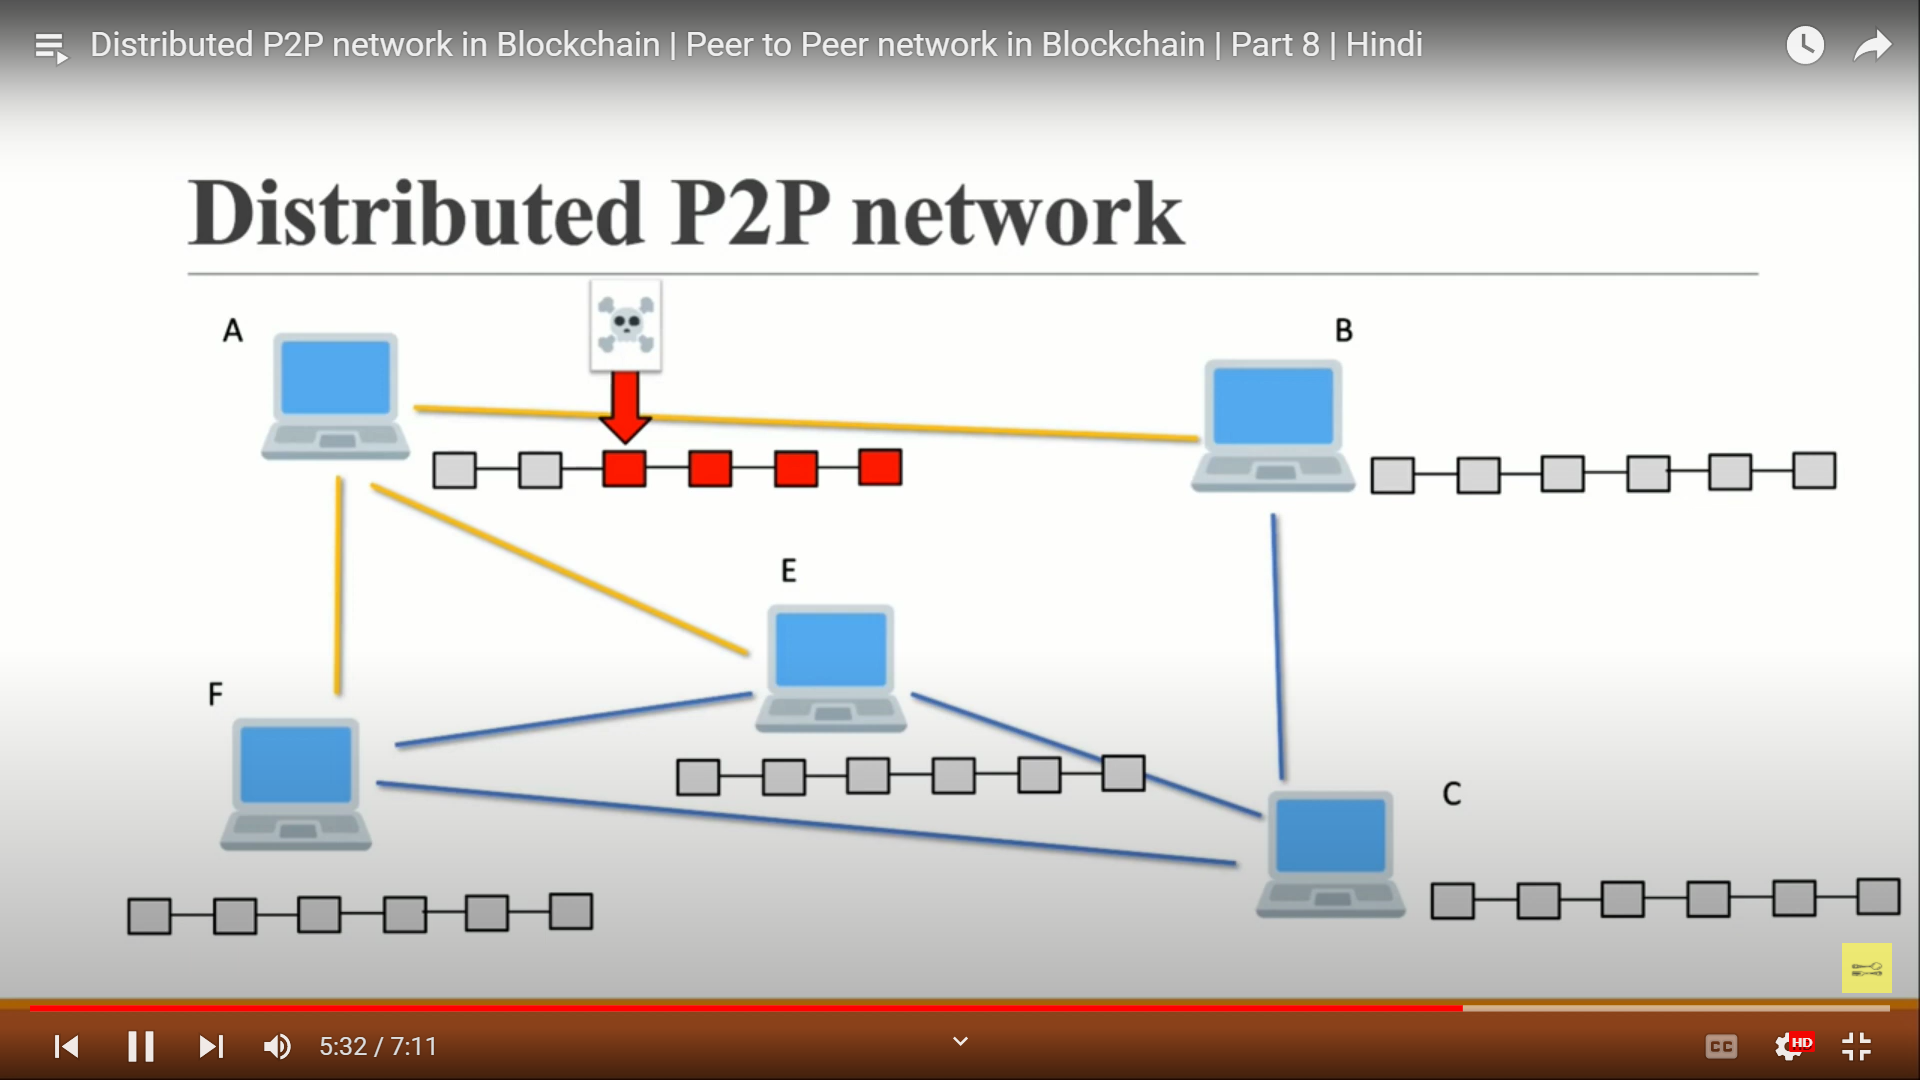 Distributed P2P network in Blockchain | Peer to Peer network in Blockchain | Part 8 | Hindi
Distributed P2P network
A
B
E
F
C
5:32 / 7:11
CC
HD